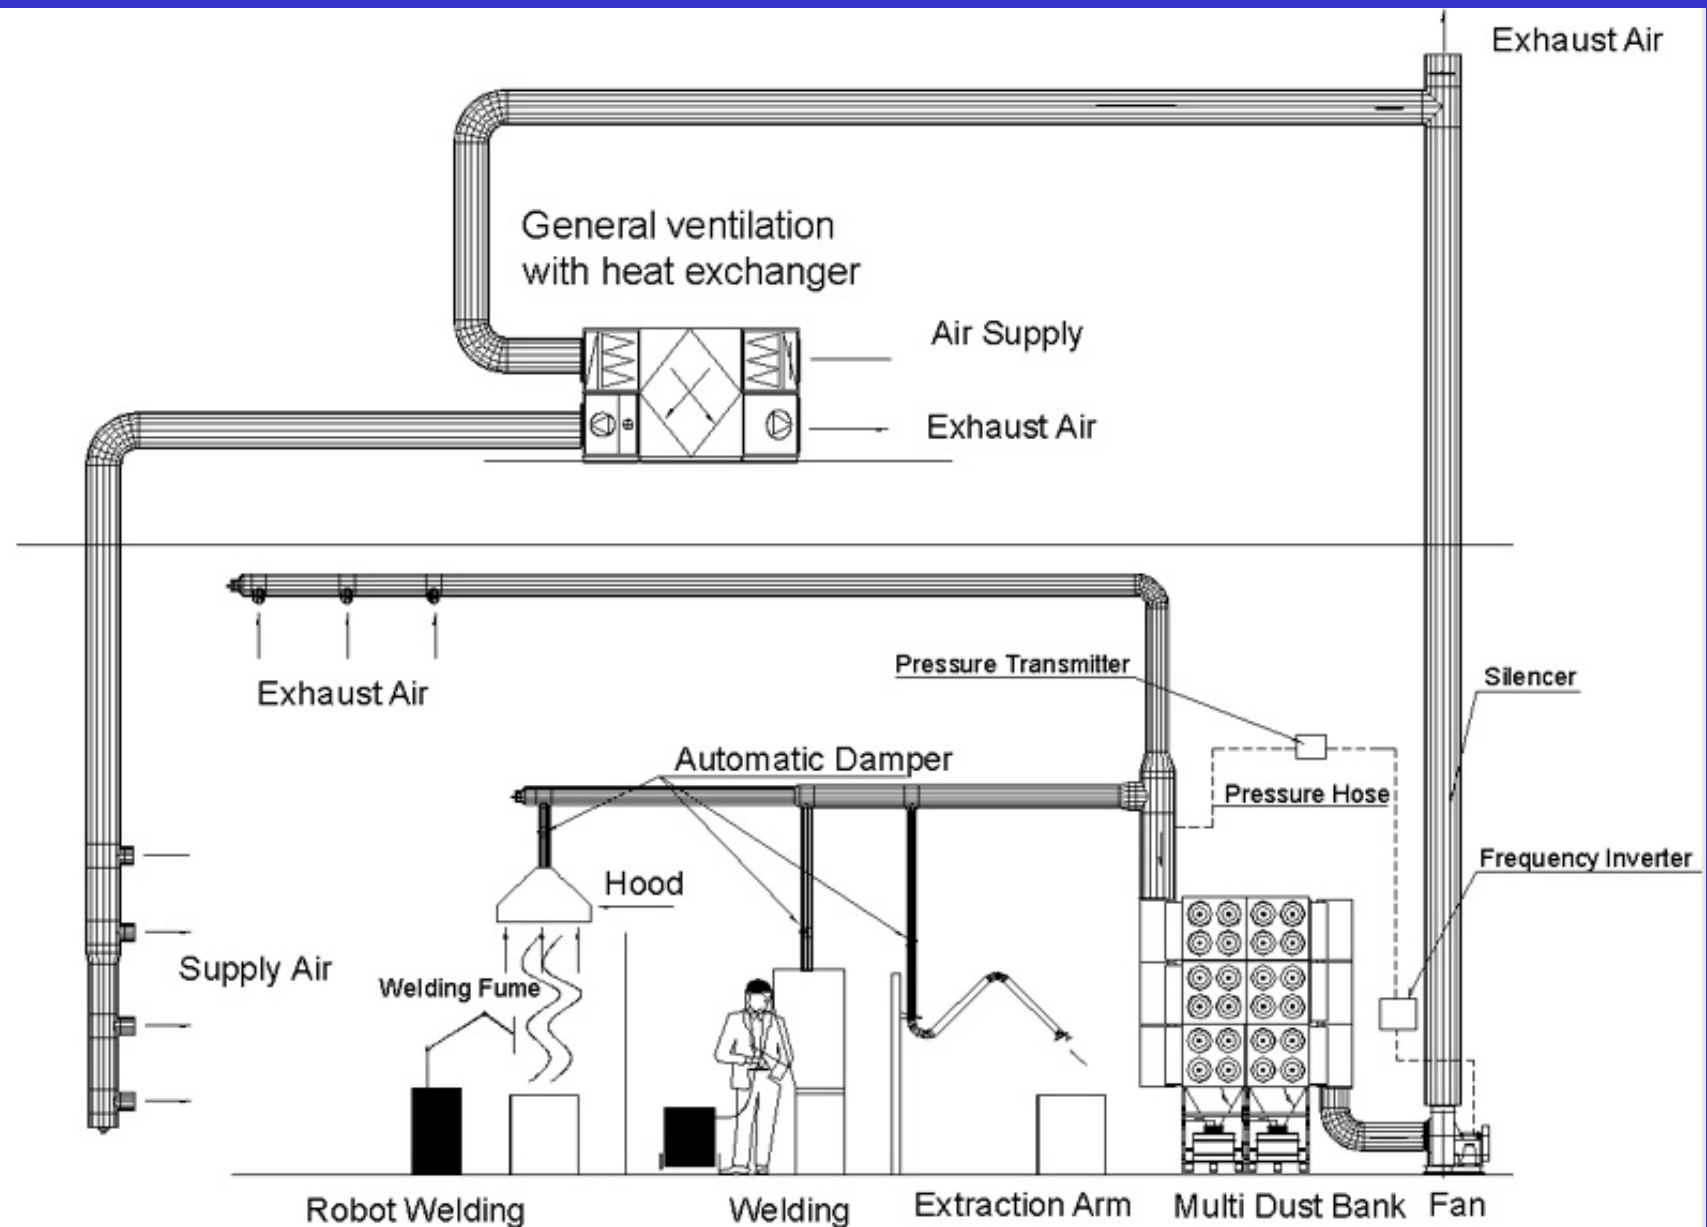 Exhaust Air
General ventilation
with heat exchanger
Air Supply
Exhaust Air
Exhaust Air
Pressure Transmitter
Silencer
Automatic Damper
Pressure Hose
Frequency Inverter
Hood
Supply Air
Welding Fume
Robot Welding
Welding
Extraction Arm
Multi Dust Bank
Fan